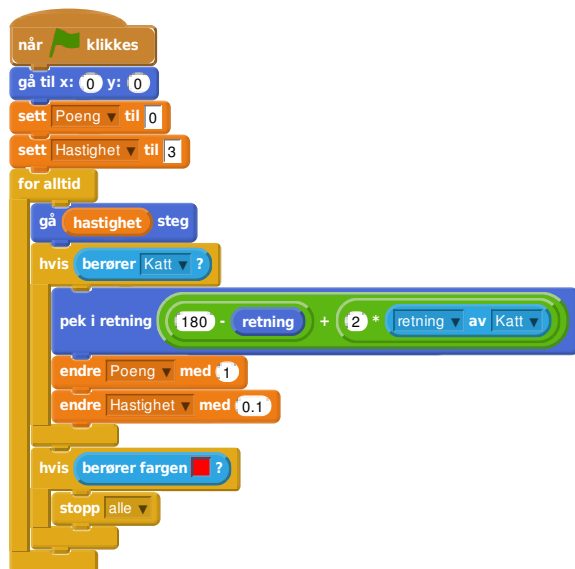 når klikkes
gå til x: 0 y: 0
sett Poeng til 0
sett Hastighet til 3
for alltid
gå hastighet steg
hvis berører Katt ?
pek i retning 180 - retning + 2 * retning av Katt
endre Poeng med 1
endre Hastighet med 0.1
hvis berører fargen ?
stopp alle